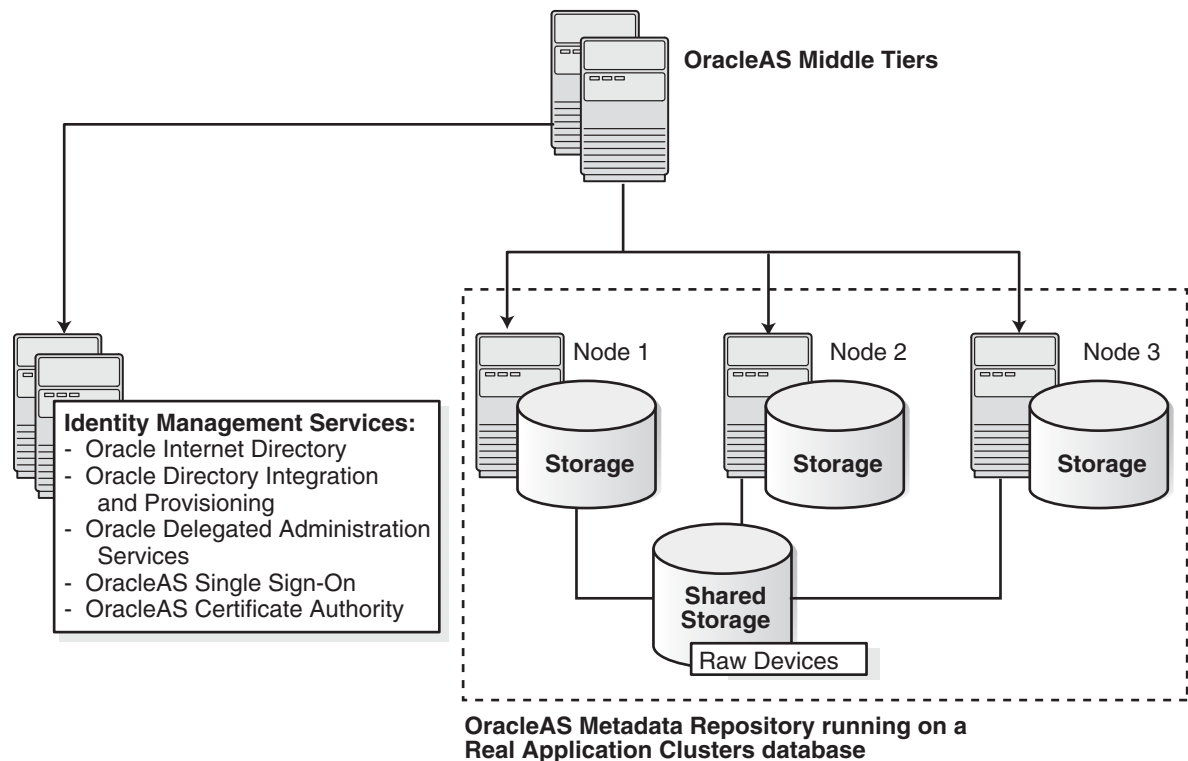 OracleAS Middle Tiers
Node 1
Node 2
Node 3
Storage
Storage
Storage
Identity Management Services:
- Oracle Internet Directory
- Oracle Directory Integration
and Provisioning
- Oracle Delegated Administration
Services
- OracleAS Single Sign-On
- OracleAS Certificate Authority
Shared
Storage
Raw Devices
OracleAS Metadata Repository running on a
Real Application Clusters database